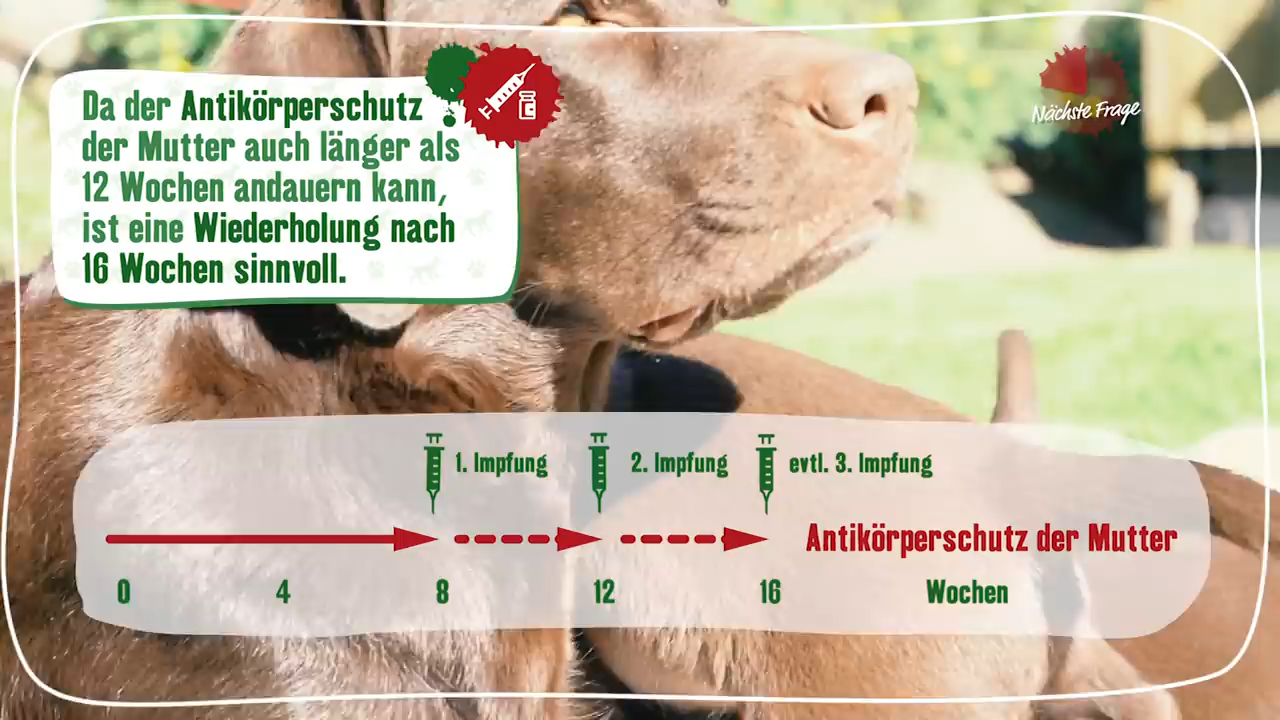 Da der Antikörperschutz
der Mutter auch länger als
12 Wochen andauern kann,
ist eine Wiederholung nach
16 Wochen sinnvoll.
Nächste Frage
1. Impfung
2. Impfung
evtl. 3. Impfung
Antikörperschutz der Mutter
0 4 8 12 16 Wochen